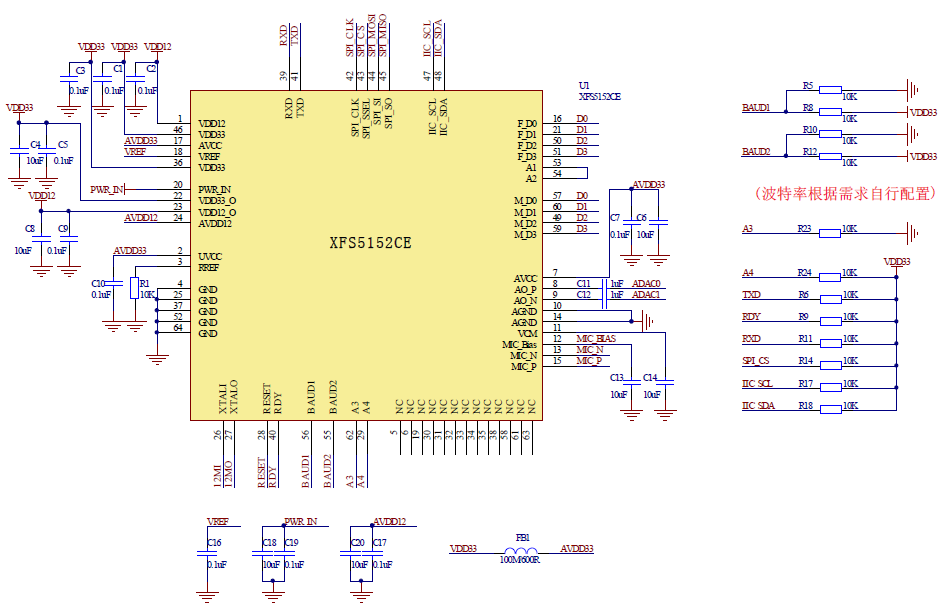 RXD
TXD
SPI_CLK
SPI_CS
SPI_MOSI
SPI_MISO
IIC_SCL
IIC_SDA
39
41
42
43
44
45
47
48
RXD
TXD
SPI_CLK
SPI_SSEL
SPI_SI
SPI_SO
IIC_SCL
IIC_SDA
U1
XFS5152CE
VDD33 VDD33 VDD12
C3 C1 C2
0.1uF 0.1uF 0.1uF
VDD33
C4 C5
10uF 0.1uF
PWR_IN
VDD12
C8 C9
10uF 0.1uF
AVDD33
VREF
AVDD12
AVDD33
C10
0.1uF
R1
10K
1 VDD12
46 VDD33
17 AVCC
18 VREF
36 VDD33
20 PWR_IN
22 VDD33_O
23 VDD12_O
24 AVDD12
2 UVCC
3 RREF
4 GND
25 GND
37 GND
52 GND
64 GND
XFS5152CE
F_D0 16 D0
F_D1 21 D1
F_D2 50 D2
F_D3 51 D3
A1 53
A2 54
M_D0 57 D0
M_D1 60 D1
M_D2 49 D2
M_D3 59 D3
AVCC 7
AO_P 8 C11 1uF ADAC0
AO_N 9 C12 1uF ADAC1
AGND 10
AGND 14
VCM 11
MIC_Bias 12 MIC_BIAS
MIC_N 13 MIC_N
MIC_P 15 MIC_P
AVDD33
C7 C6
0.1uF 10uF
C13 C14
10uF 10uF
XTALI
XTALO
RESET
RDY
BAUD1
BAUD2
A3
A4
NC NC NC NC NC NC NC NC NC NC NC NC NC
26
27
28
40
56
55
62
29
5 6 19 30 31 32 33 34 35 38 58 61 63
12MI
12MO
RESET
RDY
BAUD1
BAUD2
A3
A4
R5
10K
BAUD1 R8 VDD33
10K
R10
10K
BAUD2 R12 VDD33
10K
(波特率根据需求自行配置)
A3 R23 10K
VDD33
A4 R24 10K
TXD R6 10K
RDY R9 10K
RXD R11 10K
SPI_CS R14 10K
IIC_SCL R17 10K
IIC_SDA R18 10K
VREF
C16
0.1uF
PWR_IN
C18 C19
10uF 0.1uF
AVDD12
C20 C17
10uF 0.1uF
FB1
VDD33 AVDD33
100M/600R